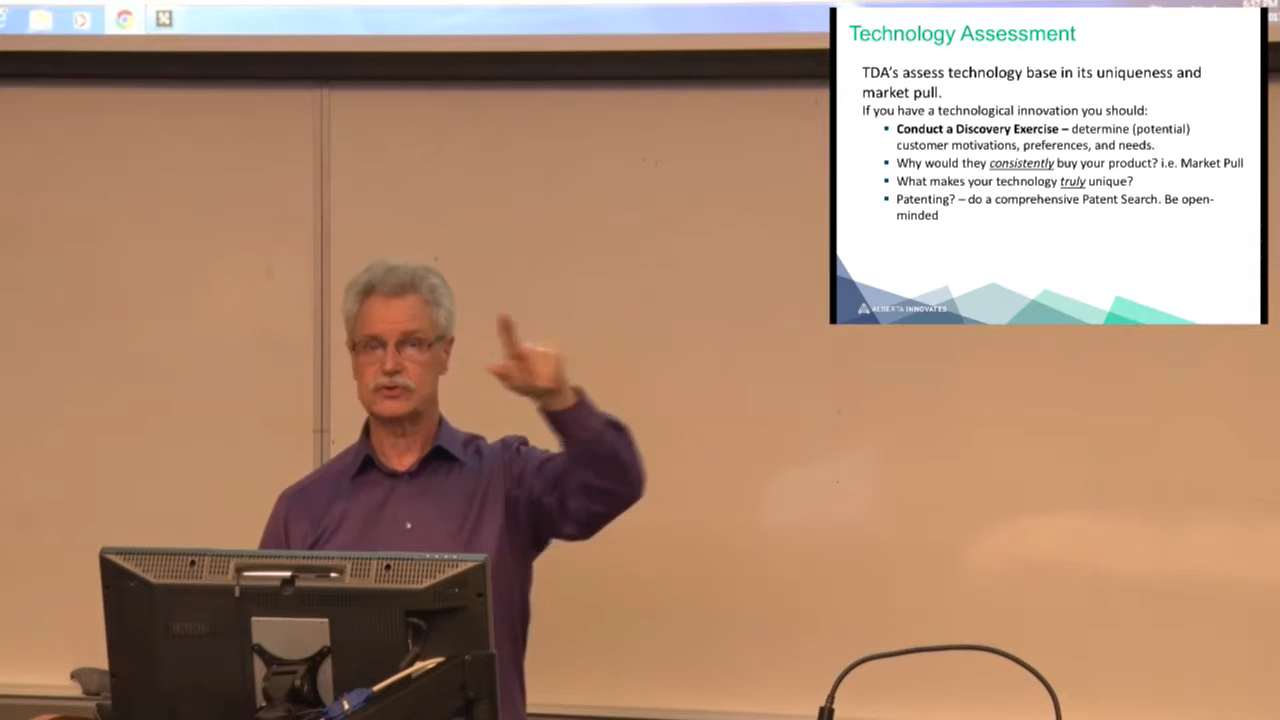 Technology Assessment
TDA's assess technology base in its uniqueness and
market pull.
If you have a technological innovation you should:
▪ Conduct a Discovery Exercise – determine (potential)
customer motivations, preferences, and needs.
▪ Why would they consistently buy your product? i.e. Market Pull
▪ What makes your technology truly unique?
▪ Patenting? – do a comprehensive Patent Search. Be open-
minded
ALBERTA INNOVATES